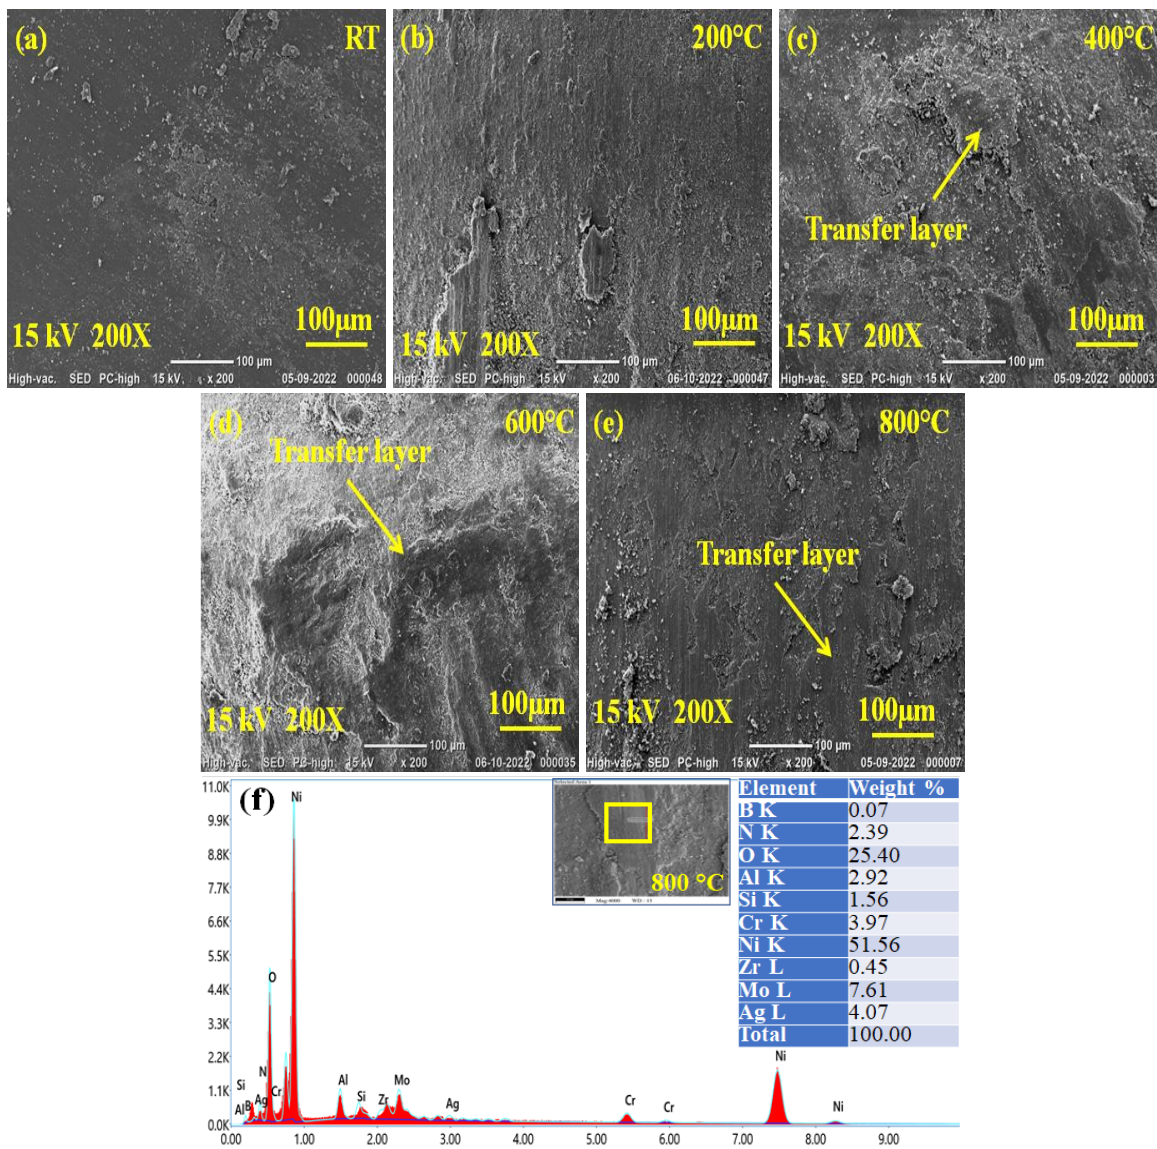 (a) RT
15 kV 200X 100μm
100 μm
High-vac. SED PC-high 15 kV x 200 05-09-2022 000048
(b) 200°C
15 kV 200X 100μm
100 μm
High-vac. SED PC-high 15 kV x 200 06-10-2022 000047
(c) 400°C
Transfer layer
15 kV 200X 100μm
100 μm
High-vac. SED PC-high 15 kV x 200 05-09-2022 000003
(d) 600°C
Transfer layer
15 kV 200X 100μm
100 μm
High-vac. SED PC-high 15 kV x 200 06-10-2022 000035
(e) 800°C
Transfer layer
15 kV 200X 100μm
100 μm
High-vac. SED PC-high 15 kV x 200 05-09-2022 000007
(f)
11.0K
9.9K
8.8K
7.7K
6.6K
5.5K
4.4K
3.3K
2.2K
1.1K
0.0K
0.00 1.00 2.00 3.00 4.00 5.00 6.00 7.00 8.00 9.00
Ni
O
N
Si
Cr
Al
B
Ag
Al
Si
Zr
Mo
Ag
Cr
Cr
Ni
Ni
Selected Area 1
800 °C
Element Weight %
B K 0.07
N K 2.39
O K 25.40
Al K 2.92
Si K 1.56
Cr K 3.97
Ni K 51.56
Zr L 0.45
Mo L 7.61
Ag L 4.07
Total 100.00